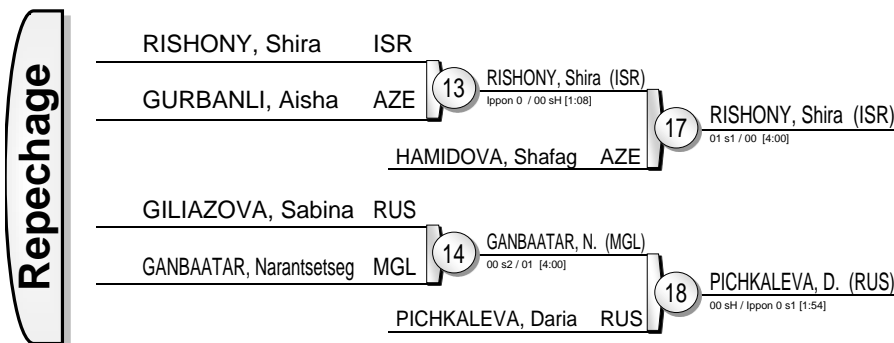 Repechage
RISHONY, Shira ISR
GURBANLI, Aisha AZE
13
RISHONY, Shira (ISR)
Ippon 0 / 00 sH [1:08]
HAMIDOVA, Shafag AZE
17
RISHONY, Shira (ISR)
01 s1 / 00 [4:00]
GILIAZOVA, Sabina RUS
GANBAATAR, Narantsetseg MGL
14
GANBAATAR, N. (MGL)
00 s2 / 01 [4:00]
PICHKALEVA, Daria RUS
18
PICHKALEVA, D. (RUS)
00 sH / Ippon 0 s1 [1:54]